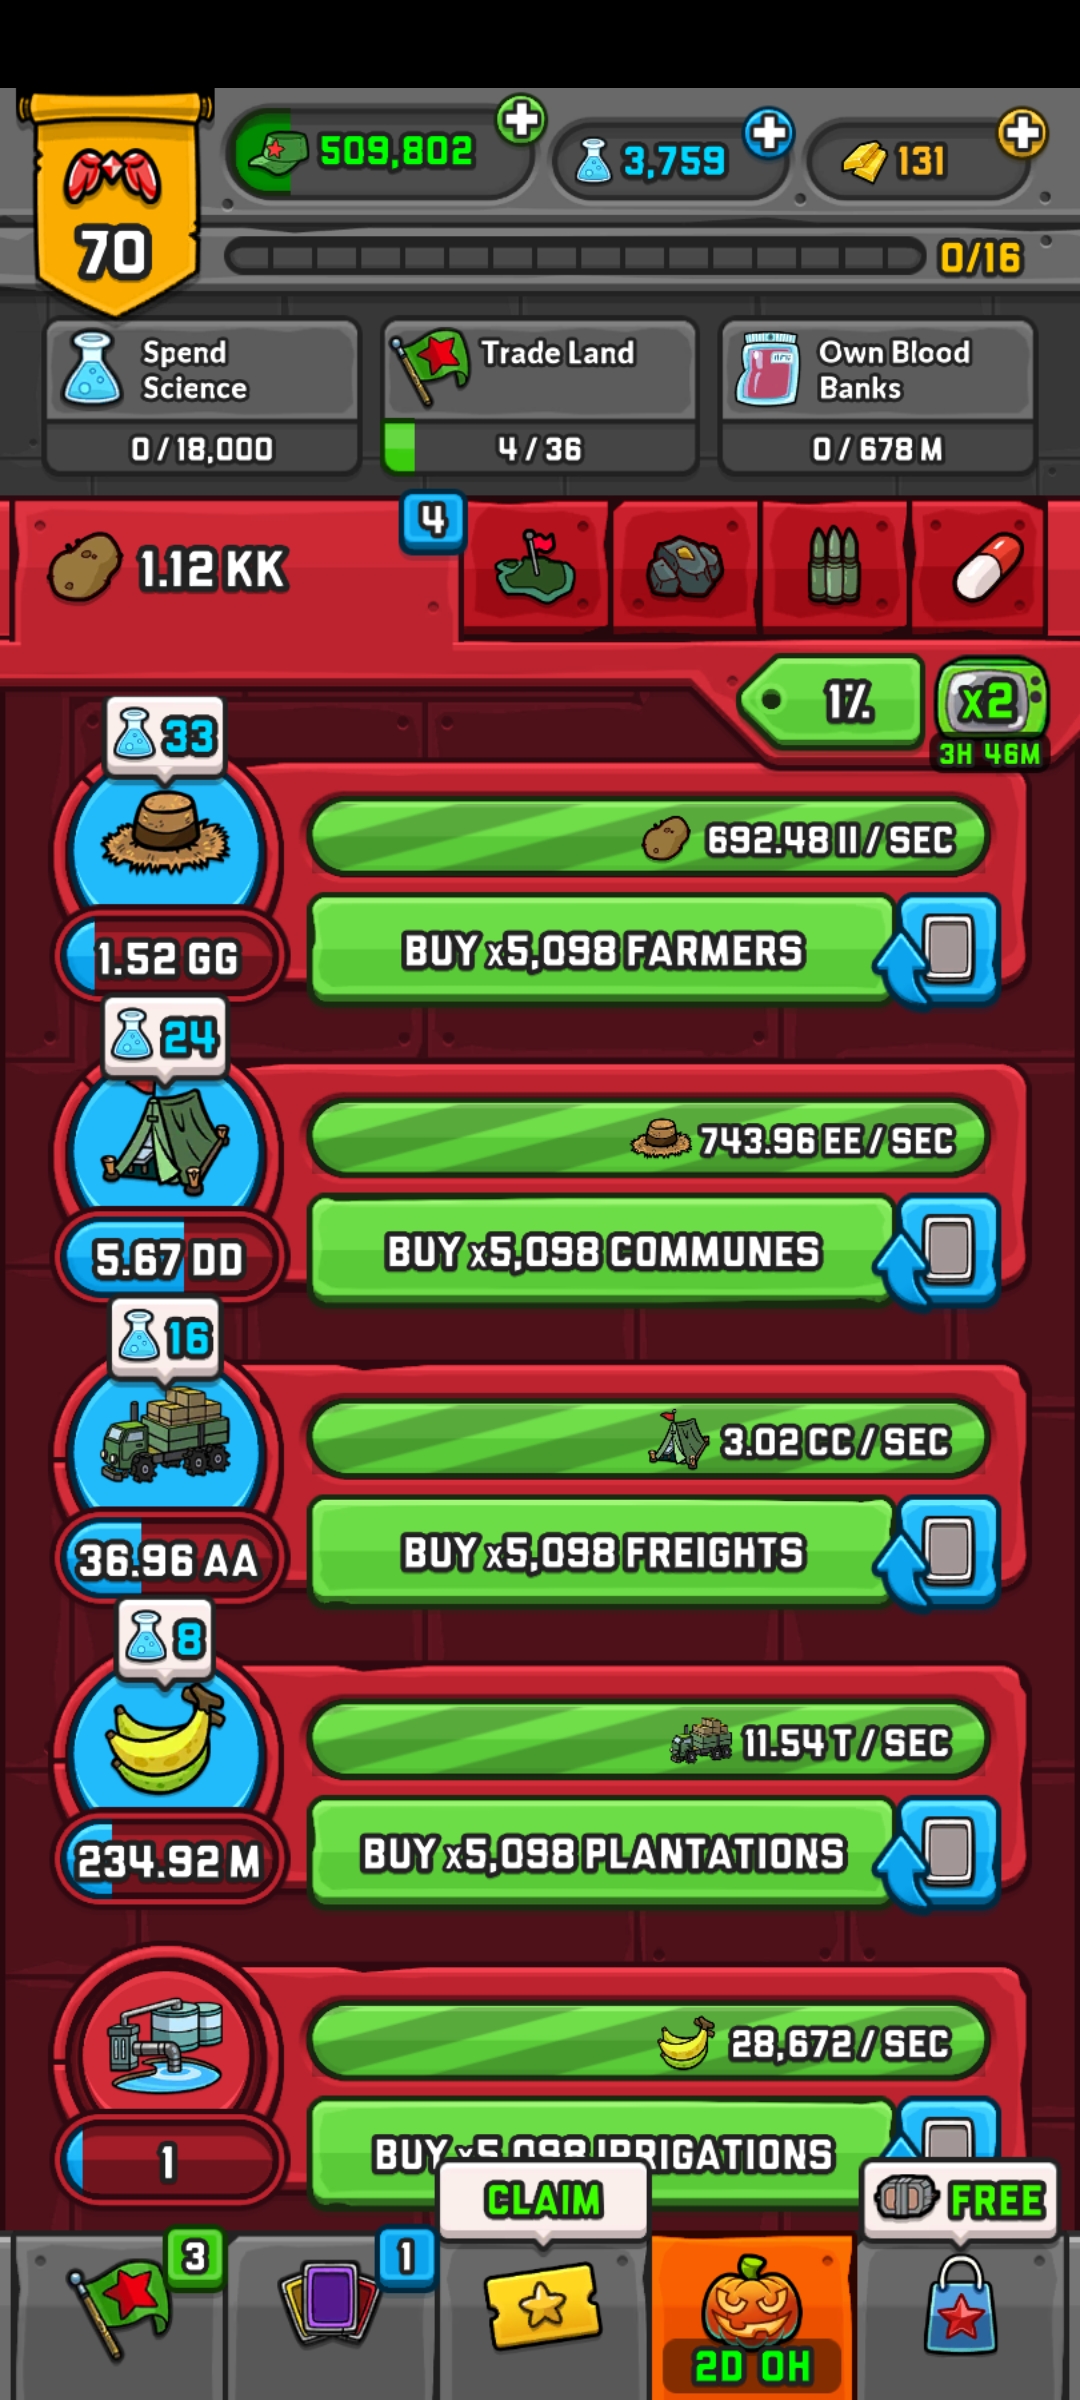 509,802
3,759
131
70
0/16
Spend
Science
0 / 18,000
Trade Land
4 / 36
Own Blood
Banks
0 / 678 M
1.12 KK
4
1%
x2
3H 46M
33
692.48 II / SEC
BUY x5,098 FARMERS
1.52 GG
24
743.96 EE / SEC
BUY x5,098 COMMUNES
5.67 DD
16
3.02 CC / SEC
BUY x5,098 FREIGHTS
36.96 AA
8
11.54 T / SEC
BUY x5,098 PLANTATIONS
234.92 M
28,672 / SEC
BUY x5,098 IRRIGATIONS
1
CLAIM
FREE
3
1
2D 0H